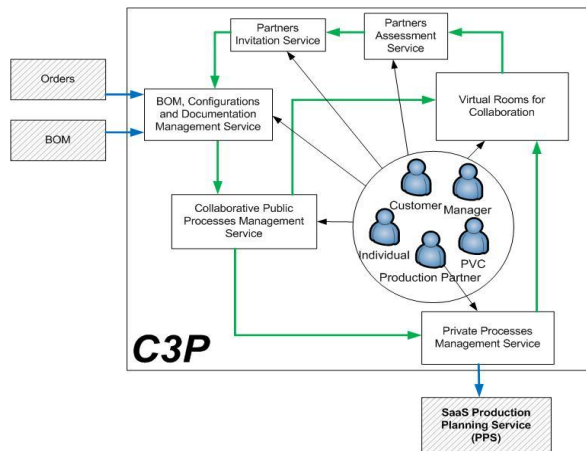 Partners
Invitation Service
Partners
Assessment
Service
Orders
BOM
BOM, Configurations
and Documentation
Management Service
Virtual Rooms for
Collaboration
Customer
Manager
Collaborative Public
Processes Management
Service
Individual
PVC
Production Partner
Private Processes
Management Service
C3P
SaaS Production
Planning Service
(PPS)